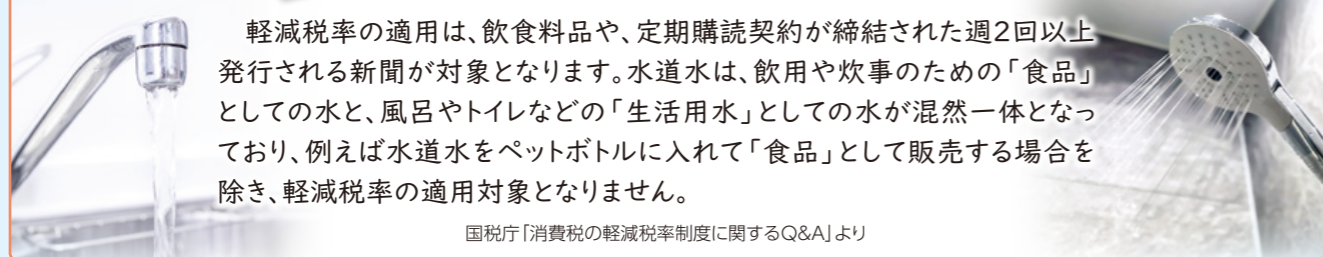 軽減税率の適用は、飲食料品や、定期購読契約が締結された週2回以上
発行される新聞が対象となります。水道水は、飲用や炊事のための「食品」
としての水と、風呂やトイレなどの「生活用水」としての水が混然一体となっ
ており、例えば水道水をペットボトルに入れて「食品」として販売する場合を
除き、軽減税率の適用対象となりません。
国税庁「消費税の軽減税率制度に関するQ&A」より